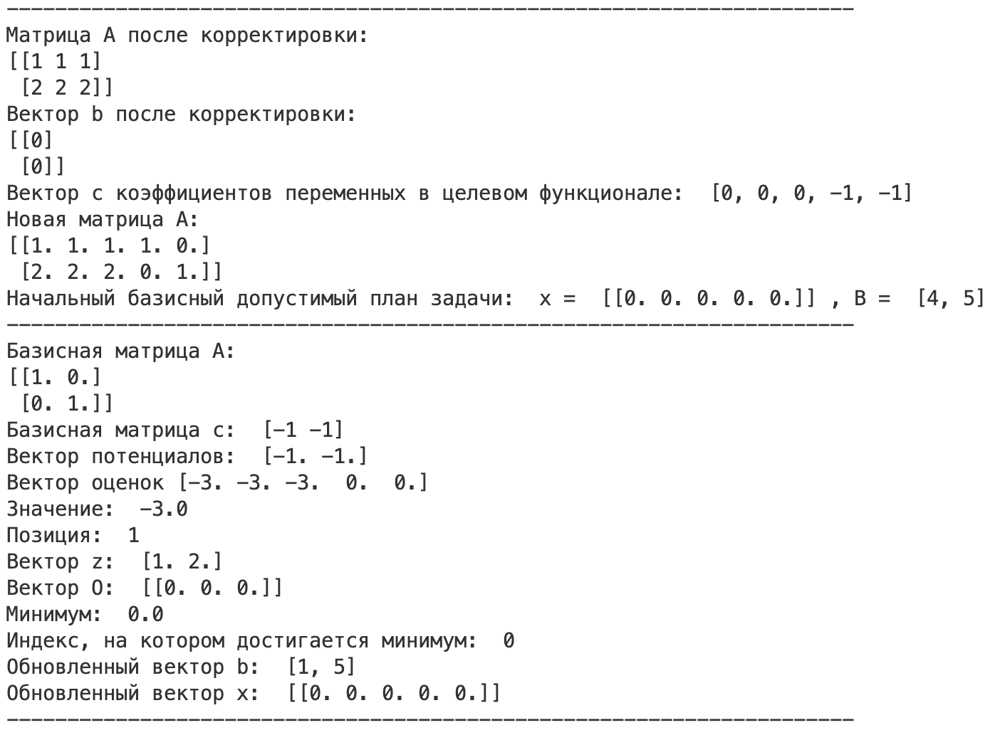 ----------------------------------------------------------------------
Матрица A после корректировки:
[[1 1 1]
 [2 2 2]]
Вектор b после корректировки:
[[0]
 [0]]
Вектор c коэффициентов переменных в целевом функционале:  [0, 0, 0, -1, -1]
Новая матрица A:
[[1. 1. 1. 1. 0.]
 [2. 2. 2. 0. 1.]]
Начальный базисный допустимый план задачи:  x =  [[0. 0. 0. 0. 0.]] , B =  [4, 5]
----------------------------------------------------------------------
Базисная матрица A:
[[1. 0.]
 [0. 1.]]
Базисная матрица c:  [-1 -1]
Вектор потенциалов:  [-1. -1.]
Вектор оценок [-3. -3. -3.  0.  0.]
Значение:  -3.0
Позиция:  1
Вектор z:  [1. 2.]
Вектор O:  [[0. 0. 0.]]
Минимум:  0.0
Индекс, на котором достигается минимум:  0
Обновленный вектор b:  [1, 5]
Обновленный вектор x:  [[0. 0. 0. 0. 0.]]
----------------------------------------------------------------------